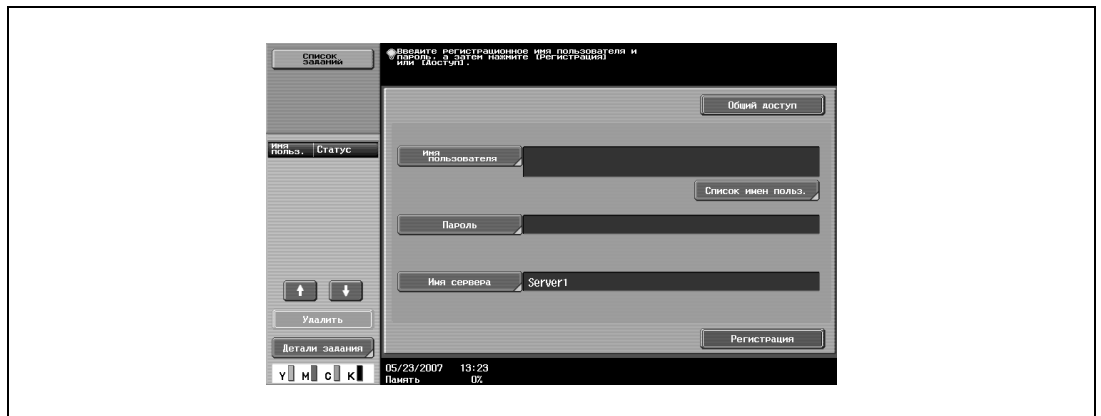 Список
заданий
Введите регистрационное имя пользователя и
пароль, а затем нажмите [Регистрация]
или [Доступ].
Общий доступ
Имя
польз.
Статус
Имя
пользователя
Список имен польз.
Пароль
Имя сервера
Server1
Удалить
Детали задания
Регистрация
Y M C K
05/23/2007 13:23
Память 0%